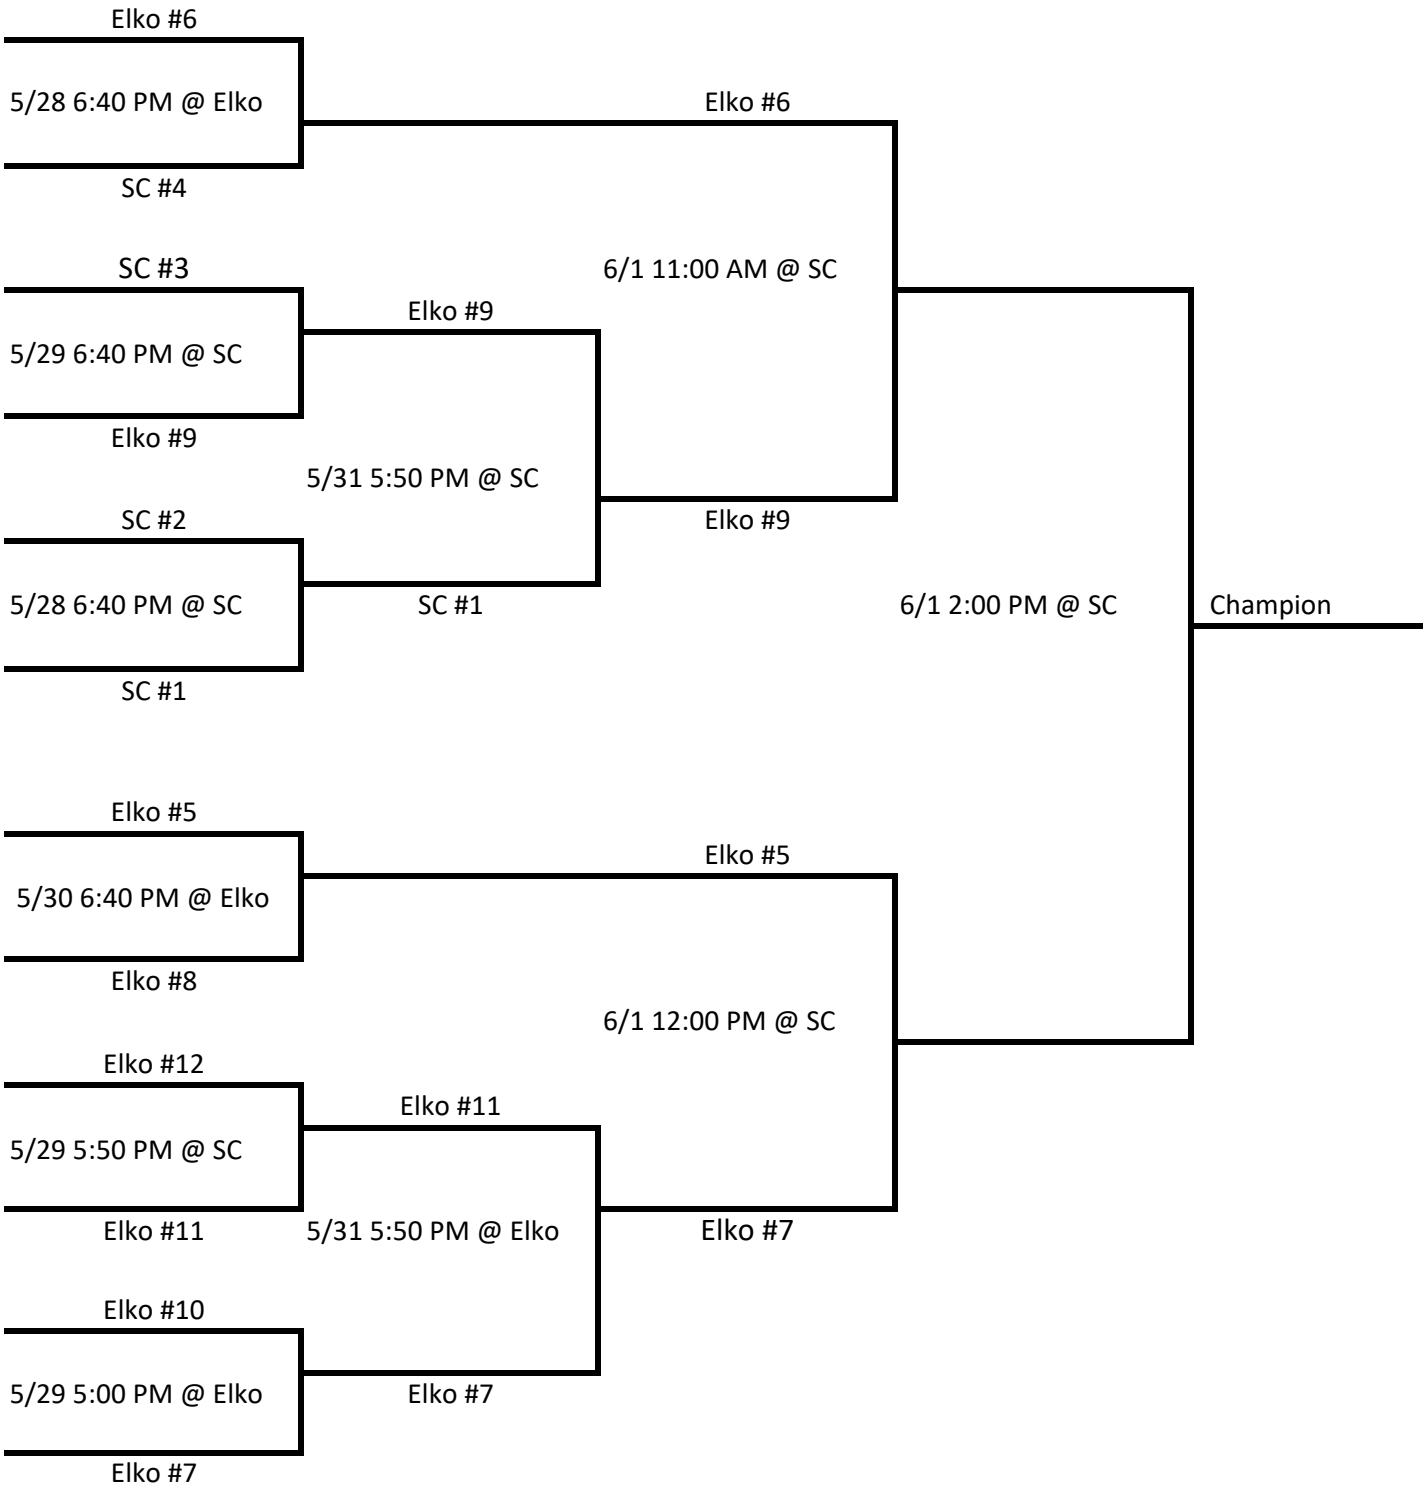 Elko #6
5/28 6:40 PM @ Elko
Elko #6
SC #4
SC #3
6/1 11:00 AM @ SC
Elko #9
5/29 6:40 PM @ SC
Elko #9
5/31 5:50 PM @ SC
SC #2
Elko #9
5/28 6:40 PM @ SC
SC #1
6/1 2:00 PM @ SC
Champion
SC #1
Elko #5
Elko #5
5/30 6:40 PM @ Elko
Elko #8
6/1 12:00 PM @ SC
Elko #12
Elko #11
5/29 5:50 PM @ SC
Elko #11
5/31 5:50 PM @ Elko
Elko #7
Elko #10
5/29 5:00 PM @ Elko
Elko #7
Elko #7